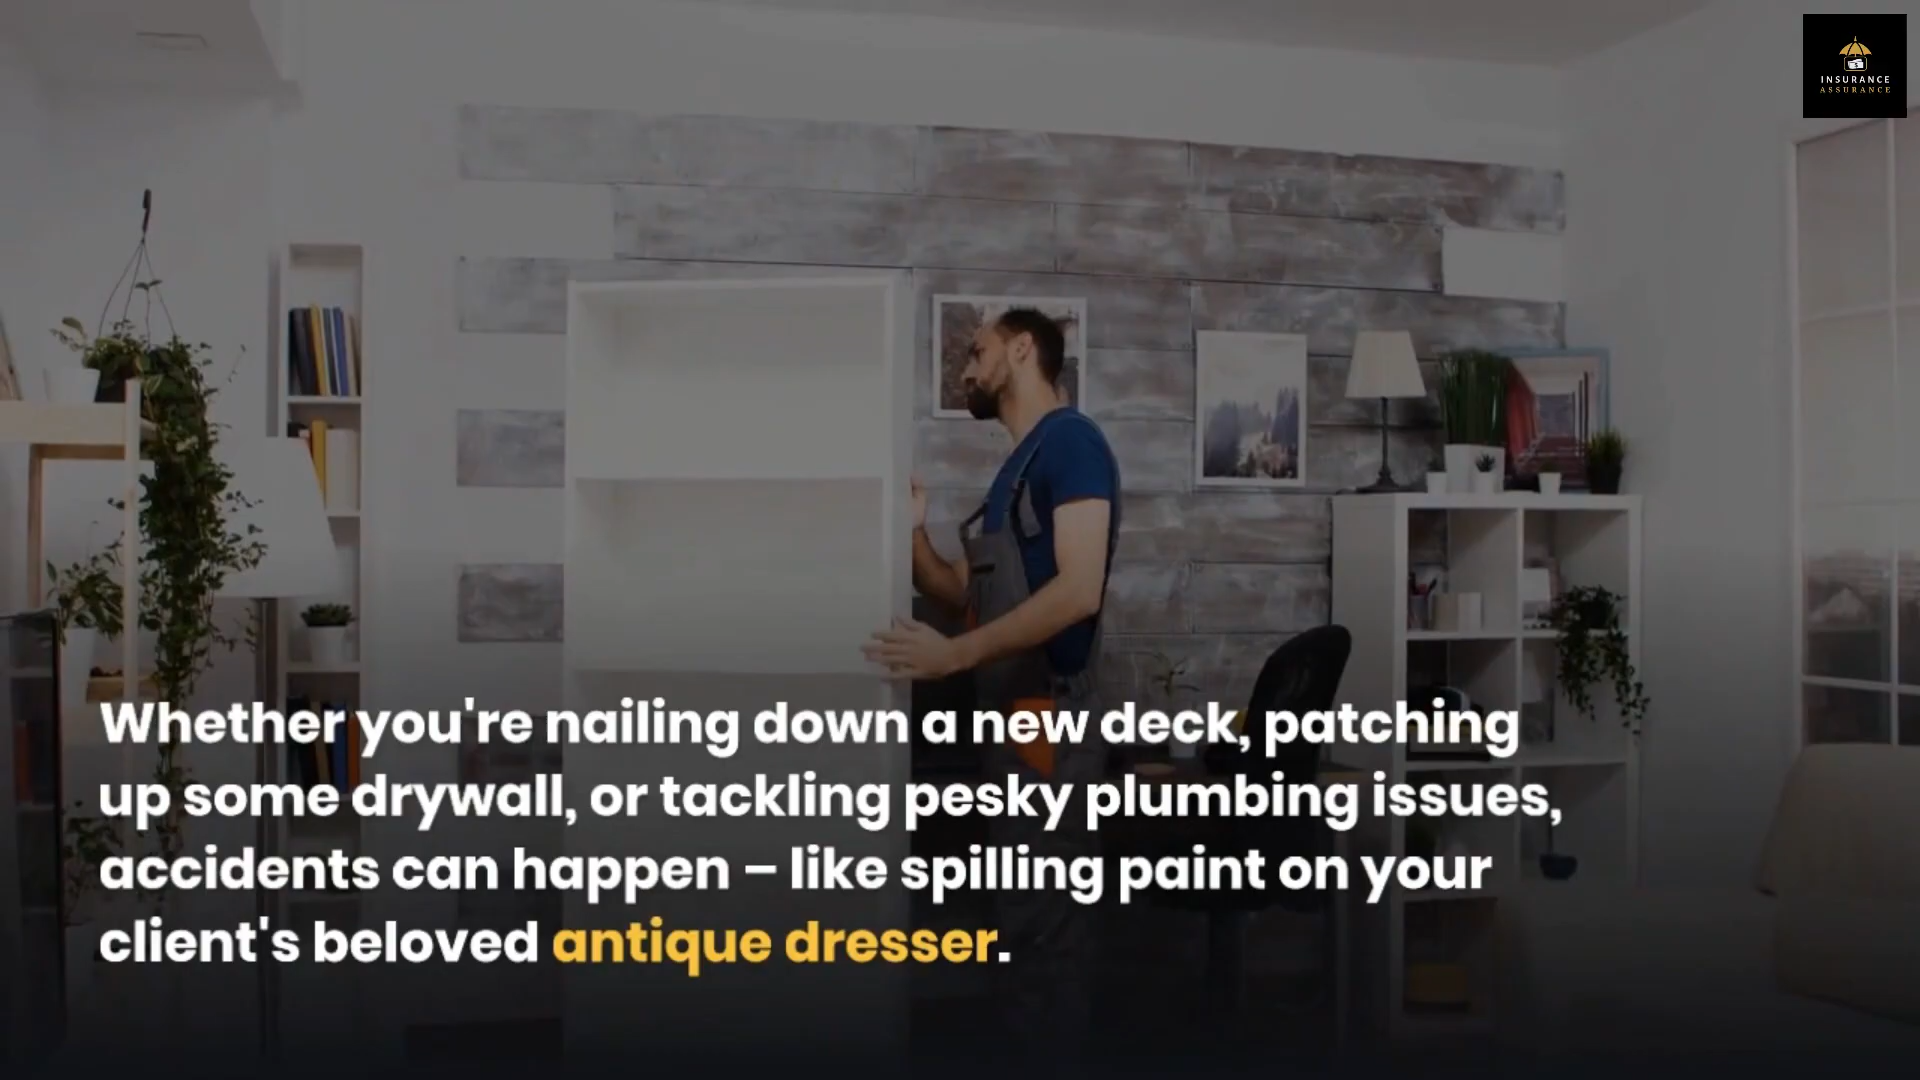 INSURANCE
ASSURANCE
Whether you're nailing down a new deck, patching
up some drywall, or tackling pesky plumbing issues,
accidents can happen – like spilling paint on your
client's beloved antique dresser.